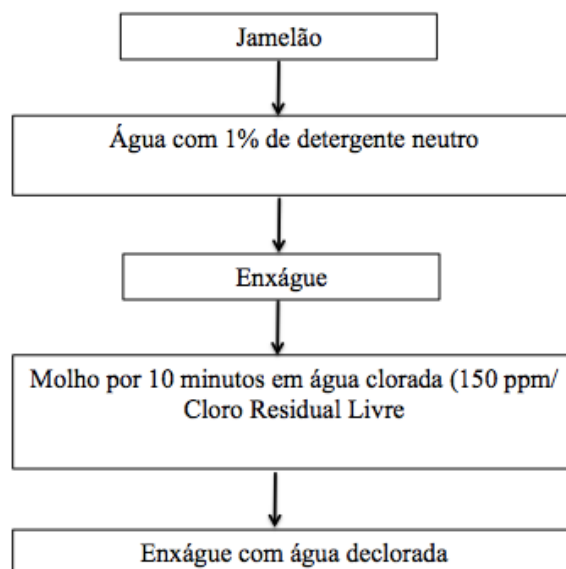 Jamelão
Água com 1% de detergente neutro
Enxágue
Molho por 10 minutos em água clorada (150 ppm/
Cloro Residual Livre
Enxágue com água declorada